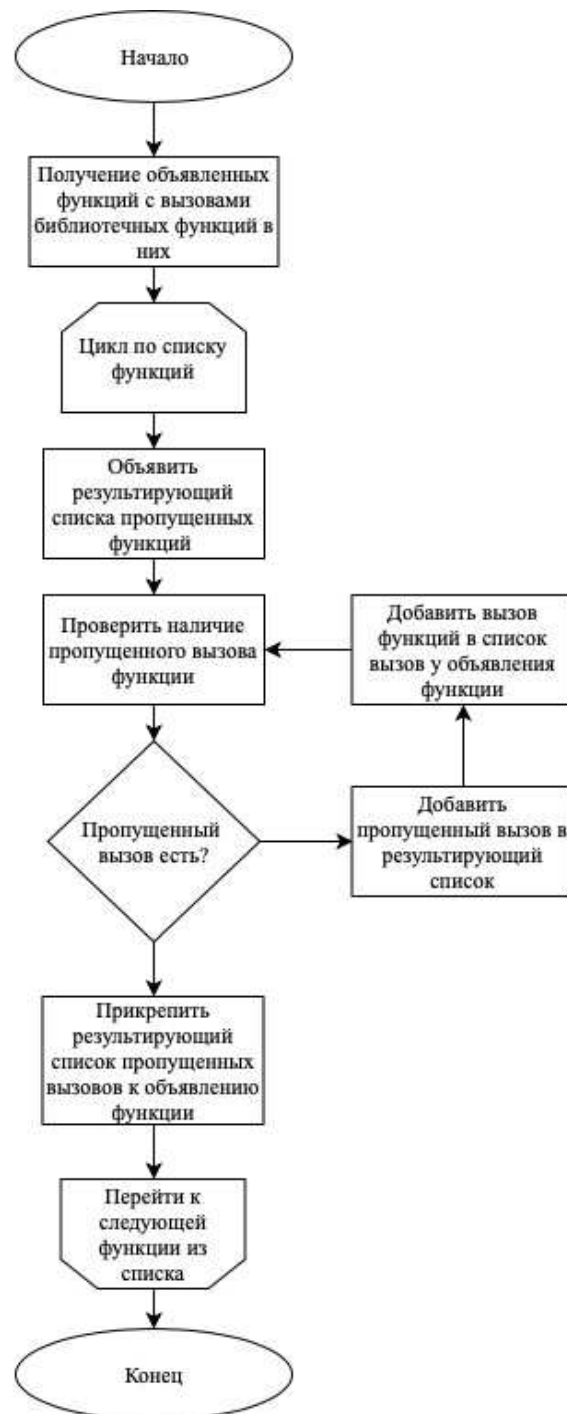 Начало
Получение объявленных
функций с вызовами
библиотечных функций в
них
Цикл по списку
функций
Объявить
результирующий
списка пропущенных
функций
Проверить наличие
пропущенного вызова
функции
Добавить вызов
функций в список
вызов у объявления
функции
Пропущенный
вызов есть?
Добавить
пропущенный вызов в
результирующий
список
Прикрепить
результирующий
список пропущенных
вызовов к объявлению
функции
Перейти к
следующей
функции из
списка
Конец